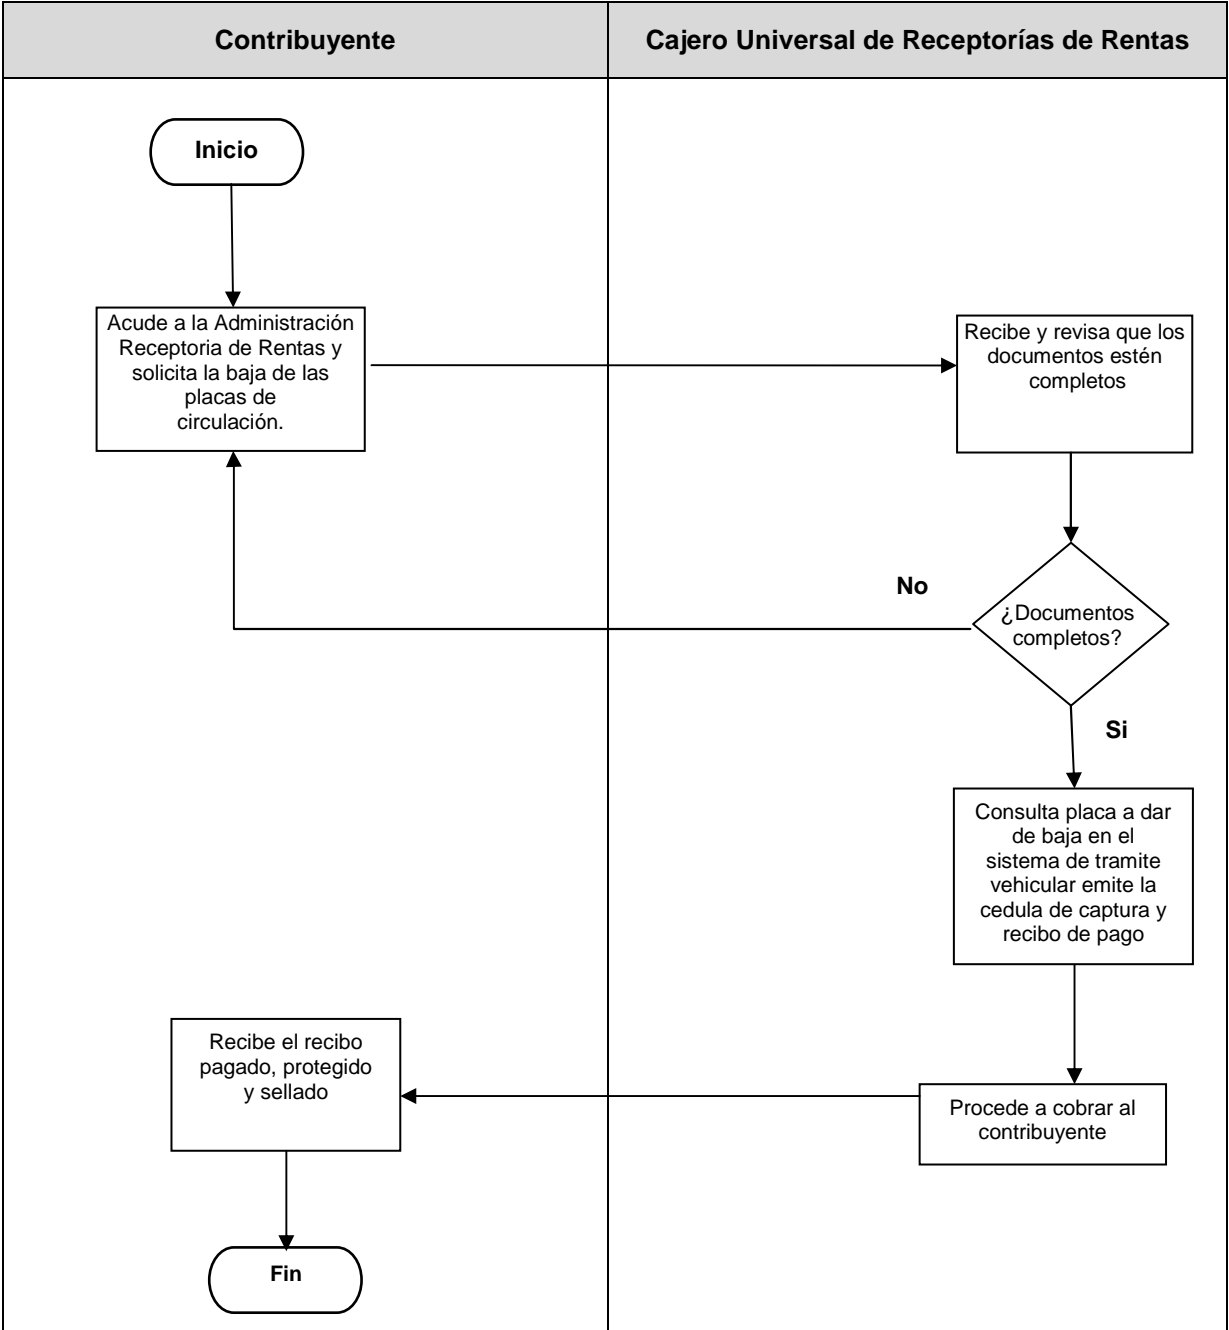 Contribuyente
Cajero Universal de Receptorías de Rentas
Inicio
Acude a la Administración
Receptoria de Rentas y
solicita la baja de las
placas de
circulación.
Recibe y revisa que los
documentos estén
completos
No
¿Documentos
completos?
Si
Consulta placa a dar
de baja en el
sistema de tramite
vehicular emite la
cedula de captura y
recibo de pago
Recibe el recibo
pagado, protegido
y sellado
Procede a cobrar al
contribuyente
Fin